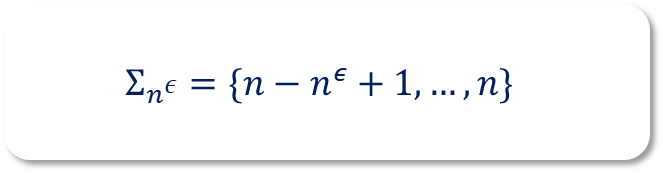 Σ_{n^ϵ} = {n − n^ϵ + 1, … , n}